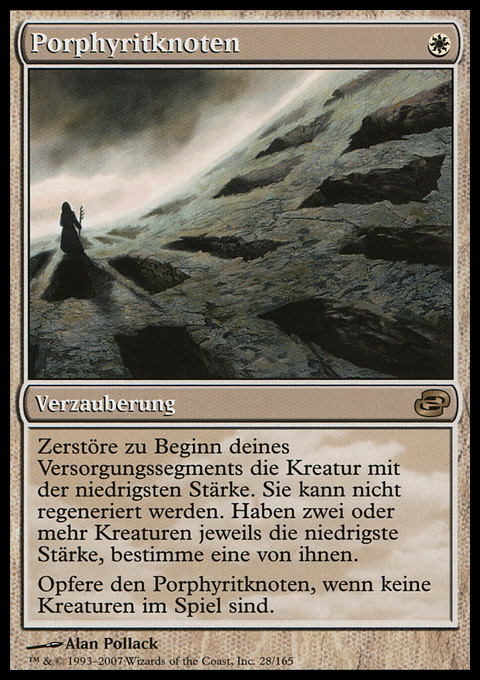 Porphyritknoten
Verzauberung
Zerstöre zu Beginn deines
Versorgungssegments die Kreatur mit
der niedrigsten Stärke. Sie kann nicht
regeneriert werden. Haben zwei oder
mehr Kreaturen jeweils die niedrigste
Stärke, bestimme eine von ihnen.
Opfere den Porphyritknoten, wenn keine
Kreaturen im Spiel sind.
Alan Pollack
™ & © 1993–2007 Wizards of the Coast, Inc. 28/165